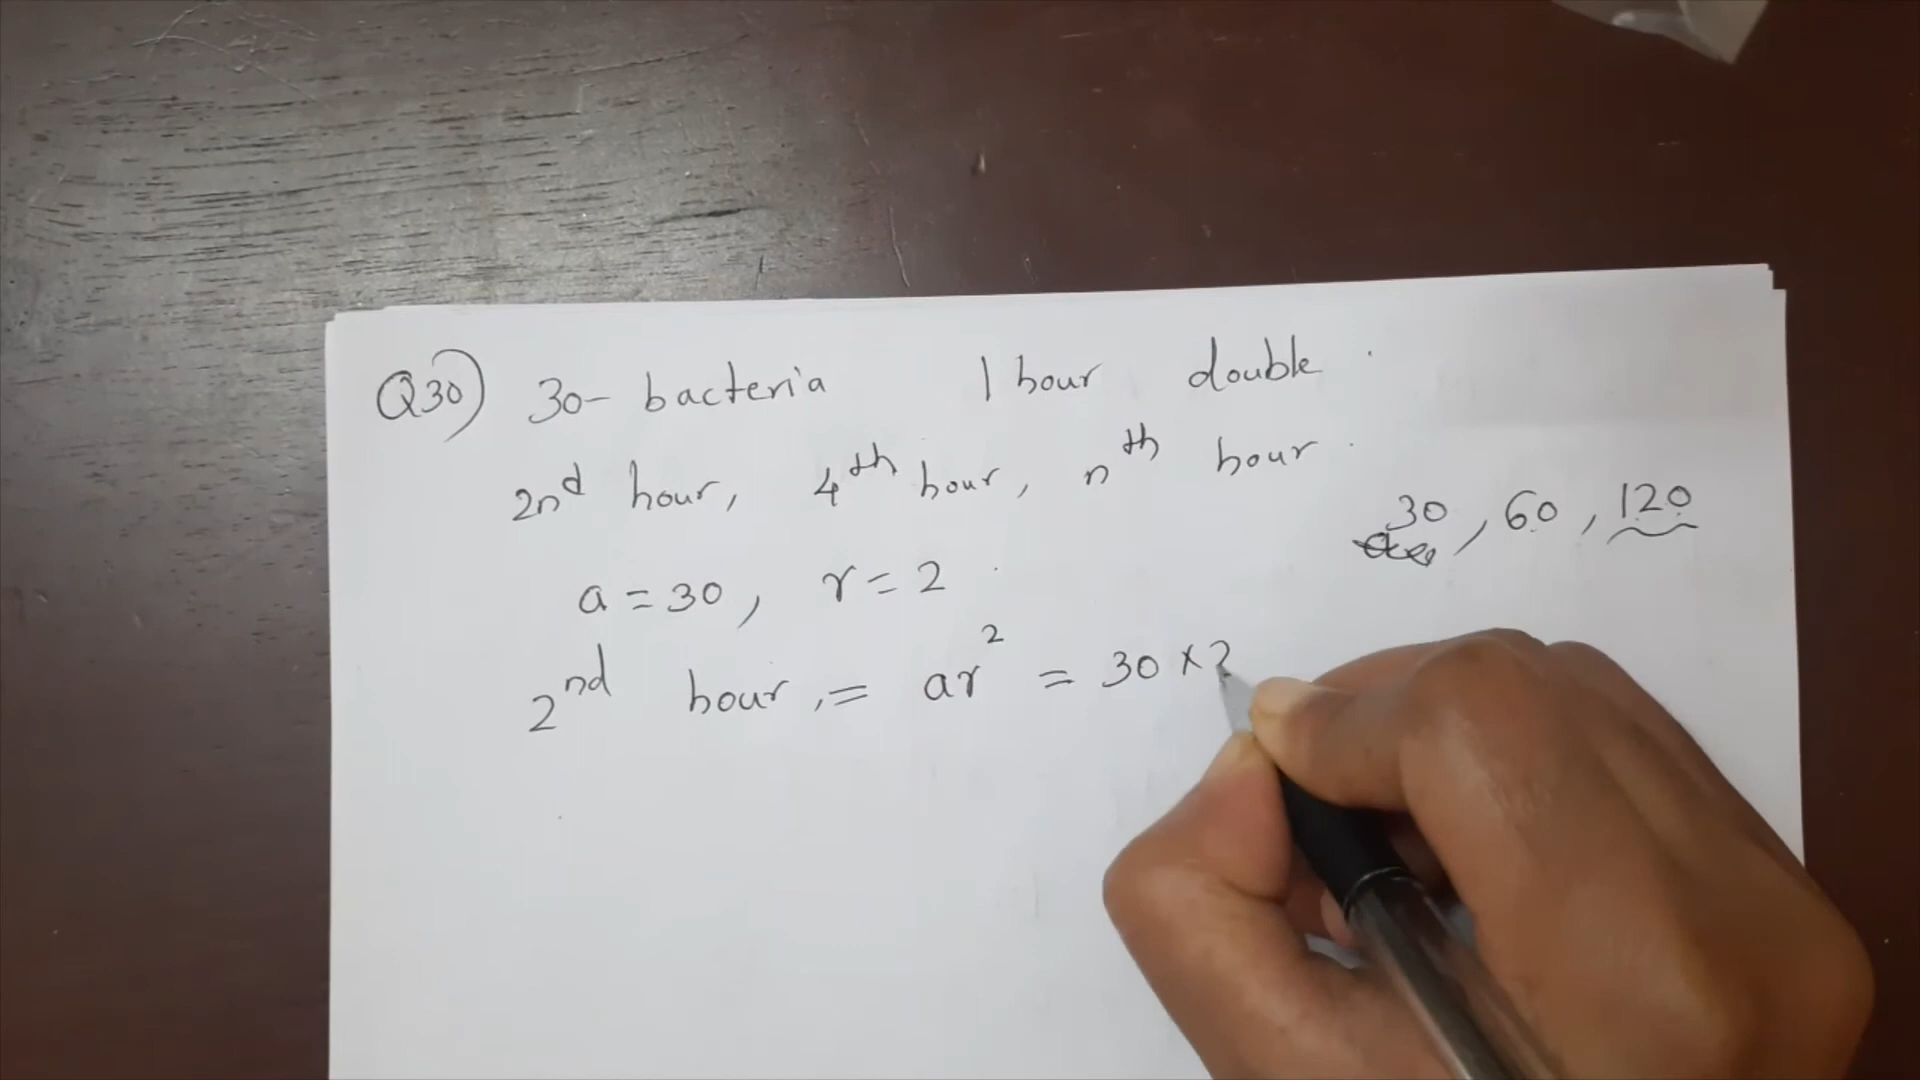 Q30) 30- bacteria 1 hour double.
2nd hour, 4th hour, nth hour.
30, 60, 120
a = 30, r = 2
2nd hour, = ar² = 30 × 2